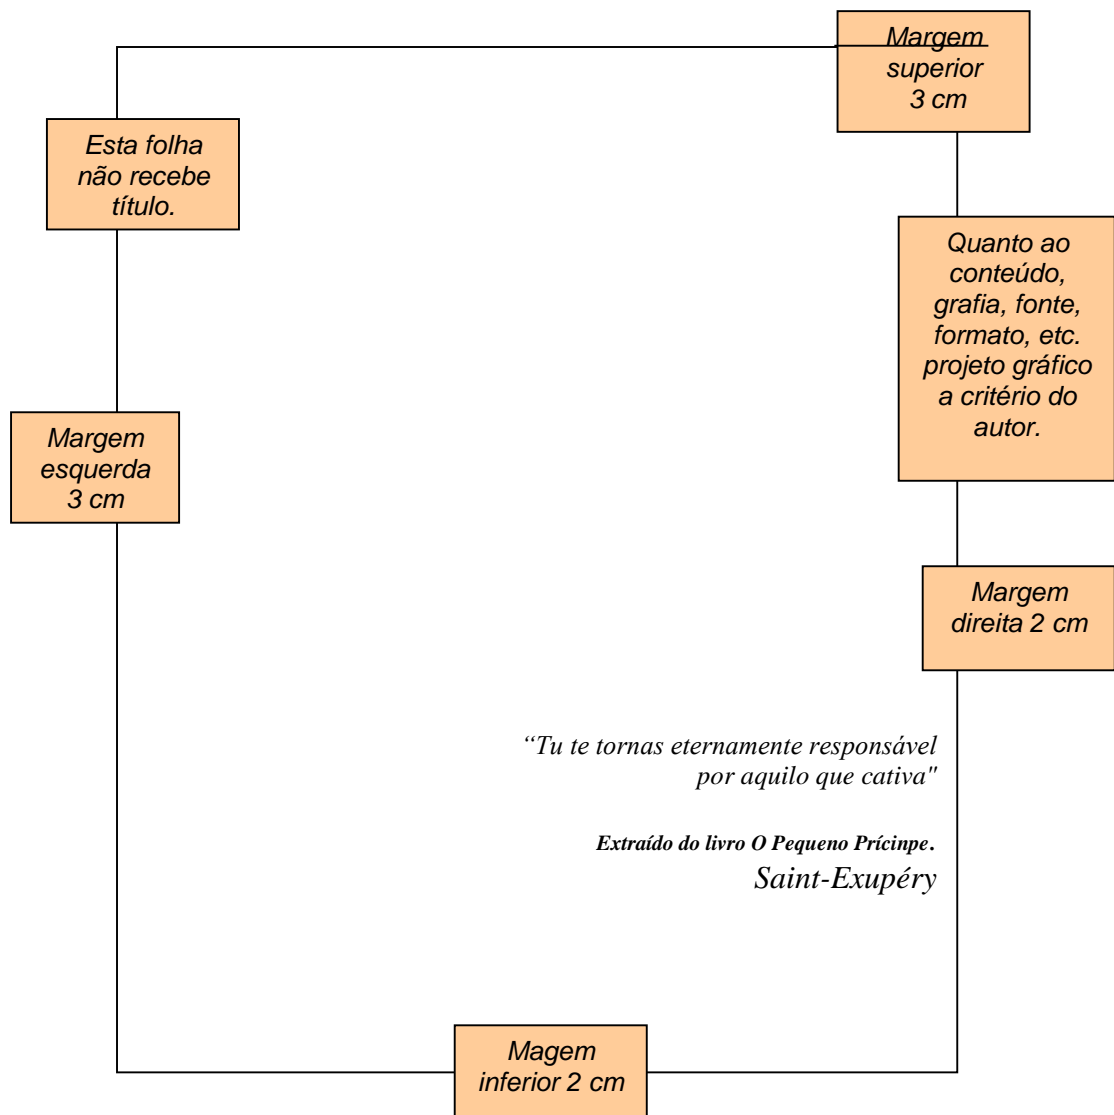 Margem
superior
3 cm
Esta folha
não recebe
título.
Quanto ao
conteúdo,
grafia, fonte,
formato, etc.
projeto gráfico
a critério do
autor.
Margem
esquerda
3 cm
Margem
direita 2 cm
“Tu te tornas eternamente responsável
por aquilo que cativa"
Extraído do livro O Pequeno Prícinpe.
Saint-Exupéry
Magem
inferior 2 cm